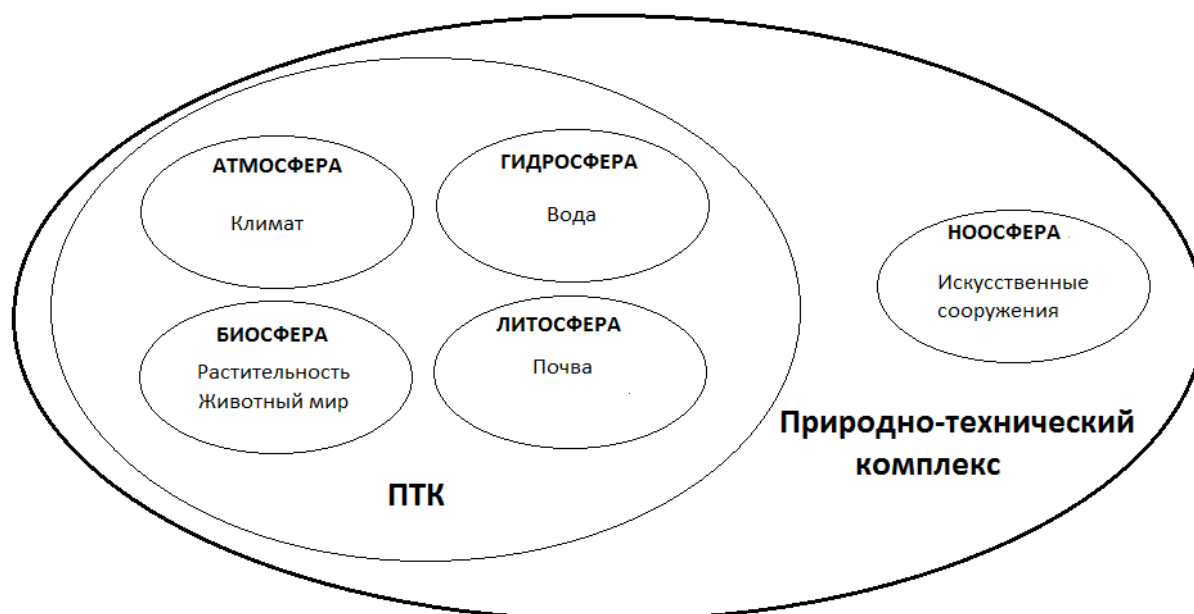 АТМОСФЕРА
Климат
ГИДРОСФЕРА
Вода
БИОСФЕРА
Растительность
Животный мир
ЛИТОСФЕРА
Почва
ПТК
НООСФЕРА
Искусственные
сооружения
Природно-технический
комплекс